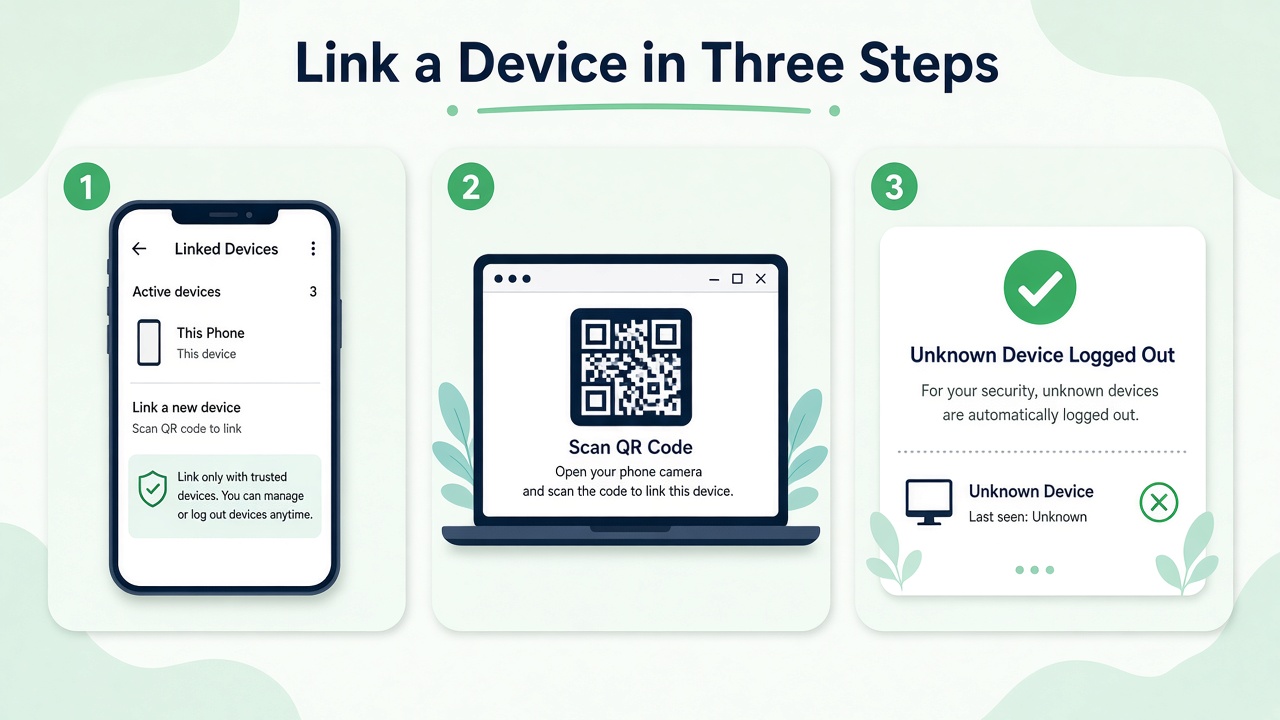 Link a Device in Three Steps
1
Linked Devices
Active devices 3
This Phone
This device
Link a new device
Scan QR code to link
Link only with trusted
devices. You can manage
or log out devices anytime.
2
Scan QR Code
Open your phone camera
and scan the code to link this device.
3
Unknown Device Logged Out
For your security, unknown devices
are automatically logged out.
Unknown Device
Last seen: Unknown